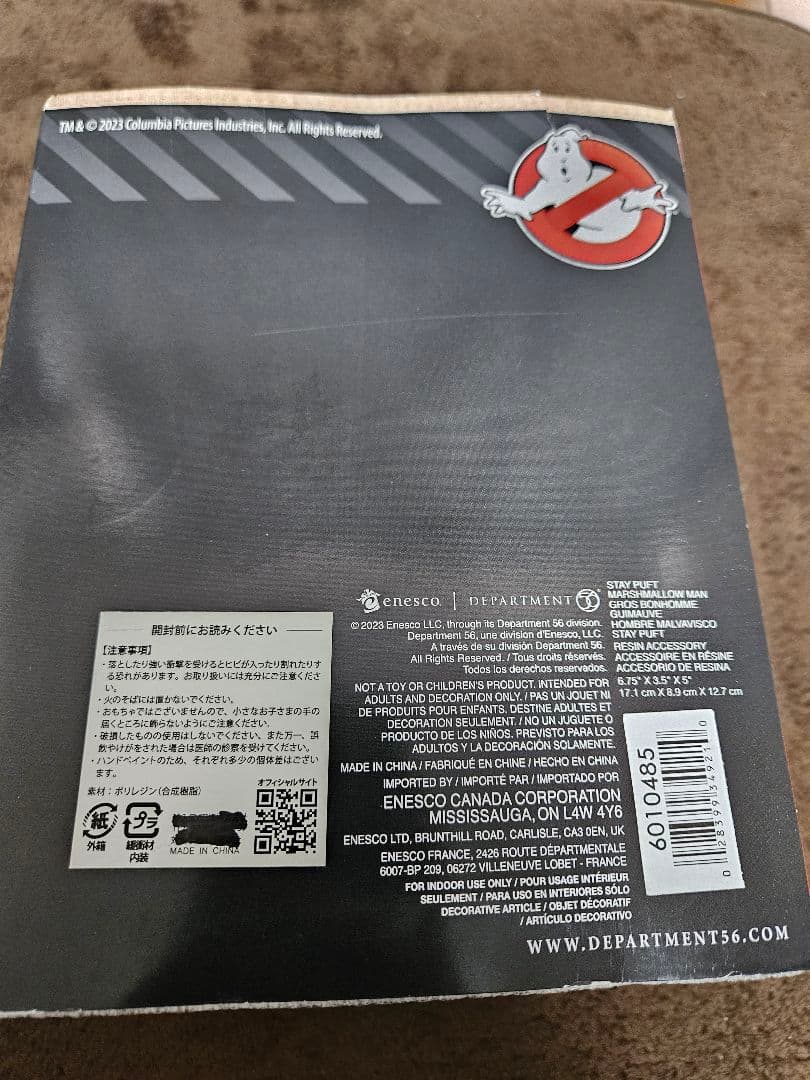 TM & © 2023 Columbia Pictures Industries, Inc. All Rights Reserved.
enesco | DEPARTMENT 56
© 2023 Enesco LLC, through its Department 56 division.
Department 56, une division d'Enesco, LLC.
A través de su división Department 56.
All Rights Reserved. / Tous droits réservés.
Todos los derechos reservados.
STAY PUFT
MARSHMALLOW MAN
GROS BONHOMME
GUIMAUVE
HOMBRE MALVAVISCO
STAY PUFT
RESIN ACCESSORY
ACCESSOIRE EN RÉSINE
ACCESORIO DE RESINA
6.75" X 3.5" X 5"
17.1 cm X 8.9 cm X 12.7 cm
NOT A TOY OR CHILDREN'S PRODUCT. INTENDED FOR
ADULTS AND DECORATION ONLY. / PAS UN JOUET NI
DE PRODUITS POUR ENFANTS. DESTINE ADULTES ET
DECORATION SEULEMENT. / NO UN JUGUETE O
PRODUCTO DE LOS NIÑOS. PREVISTO PARA LOS
ADULTOS Y LA DECORACIÓN SOLAMENTE.
MADE IN CHINA / FABRIQUÉ EN CHINE / HECHO EN CHINA
IMPORTED BY / IMPORTÉ PAR / IMPORTADO POR
ENESCO CANADA CORPORATION
MISSISSAUGA, ON L4W 4Y6
ENESCO LTD, BRUNTHILL ROAD, CARLISLE, CA3 0EN, UK
ENESCO FRANCE, 2426 ROUTE DÉPARTMENTALE
6007-BP 209, 06272 VILLENEUVE LOBET - FRANCE
FOR INDOOR USE ONLY / POUR USAGE INTÉRIEUR
SEULEMENT / PARA USO EN INTERIORES SÓLO
DECORATIVE ARTICLE / OBJET DÉCORATIF
/ ARTÍCULO DECORATIVO
6010485
0 28399 34921 0
WWW.DEPARTMENT56.COM
開封前にお読みください
【注意事項】
・落としたり強い衝撃を受けるとヒビが入ったり割れたりす
る恐れがあります。お取り扱いには充分にご注意くださ
い。
・火のそばには置かないでください。
・おもちゃではございませんので、小さなお子さまの手の
届くところに飾らないようにご注意ください。
・破損したものの使用はしないでください、また万一、誤
飲やけがをされた場合は医師の診察を受けてください。
・ハンドペイントのため、それぞれ多少の個体差はござい
ます。
素材：ポリレジン(合成樹脂)
オフィシャルサイト
紙
外箱
プラ
緩衝材
内装
MADE IN CHINA